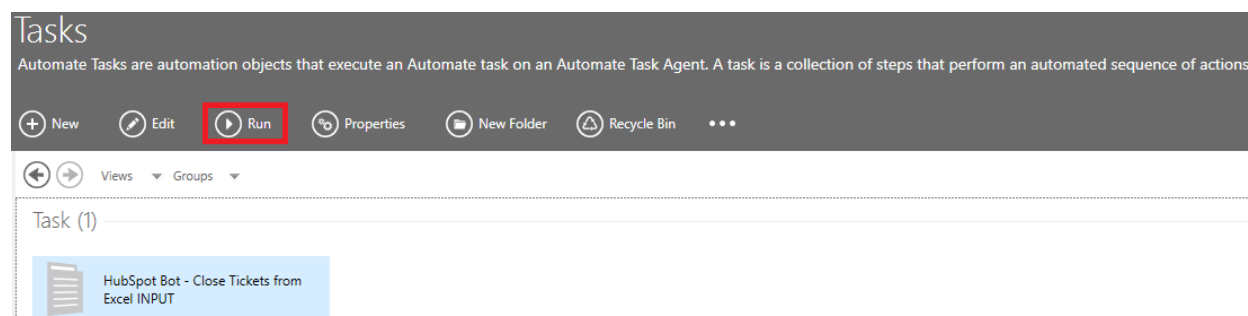 Tasks
Automate Tasks are automation objects that execute an Automate task on an Automate Task Agent. A task is a collection of steps that perform an automated sequence of actions
New Edit Run Properties New Folder Recycle Bin •••
Views Groups
Task (1)
HubSpot Bot - Close Tickets from
Excel INPUT